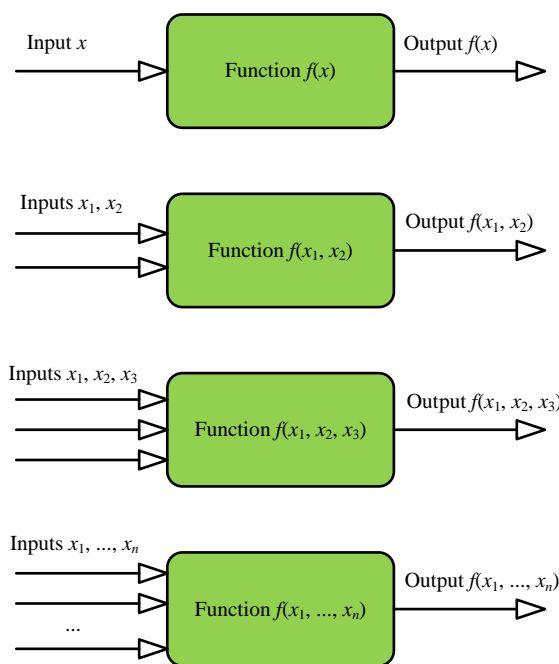 Input x
Function f(x)
Output f(x)
Inputs x₁, x₂
Function f(x₁, x₂)
Output f(x₁, x₂)
Inputs x₁, x₂, x₃
Function f(x₁, x₂, x₃)
Output f(x₁, x₂, x₃)
Inputs x₁, ..., xₙ
...
Function f(x₁, ..., xₙ)
Output f(x₁, ..., xₙ)